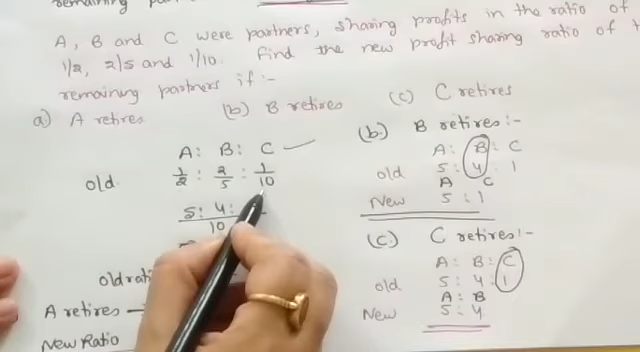 remaining
A, B and C were partners, sharing profits in the ratio of
1/2, 2/5 and 1/10. Find the new profit sharing ratio of
remaining partners if :-
a) A retires (b) B retires (c) C retires
A : B : C
old 1/2 : 2/5 : 1/10
5 : 4 :
10
old rati
A retires
New Ratio
(b.) B retires :-
A : B : C
old 5 : 4 : 1
A C
New 5 : 1
(c.) C retires :-
A : B : C
old 5 : 4 : 1
A : B
New 5 : 4